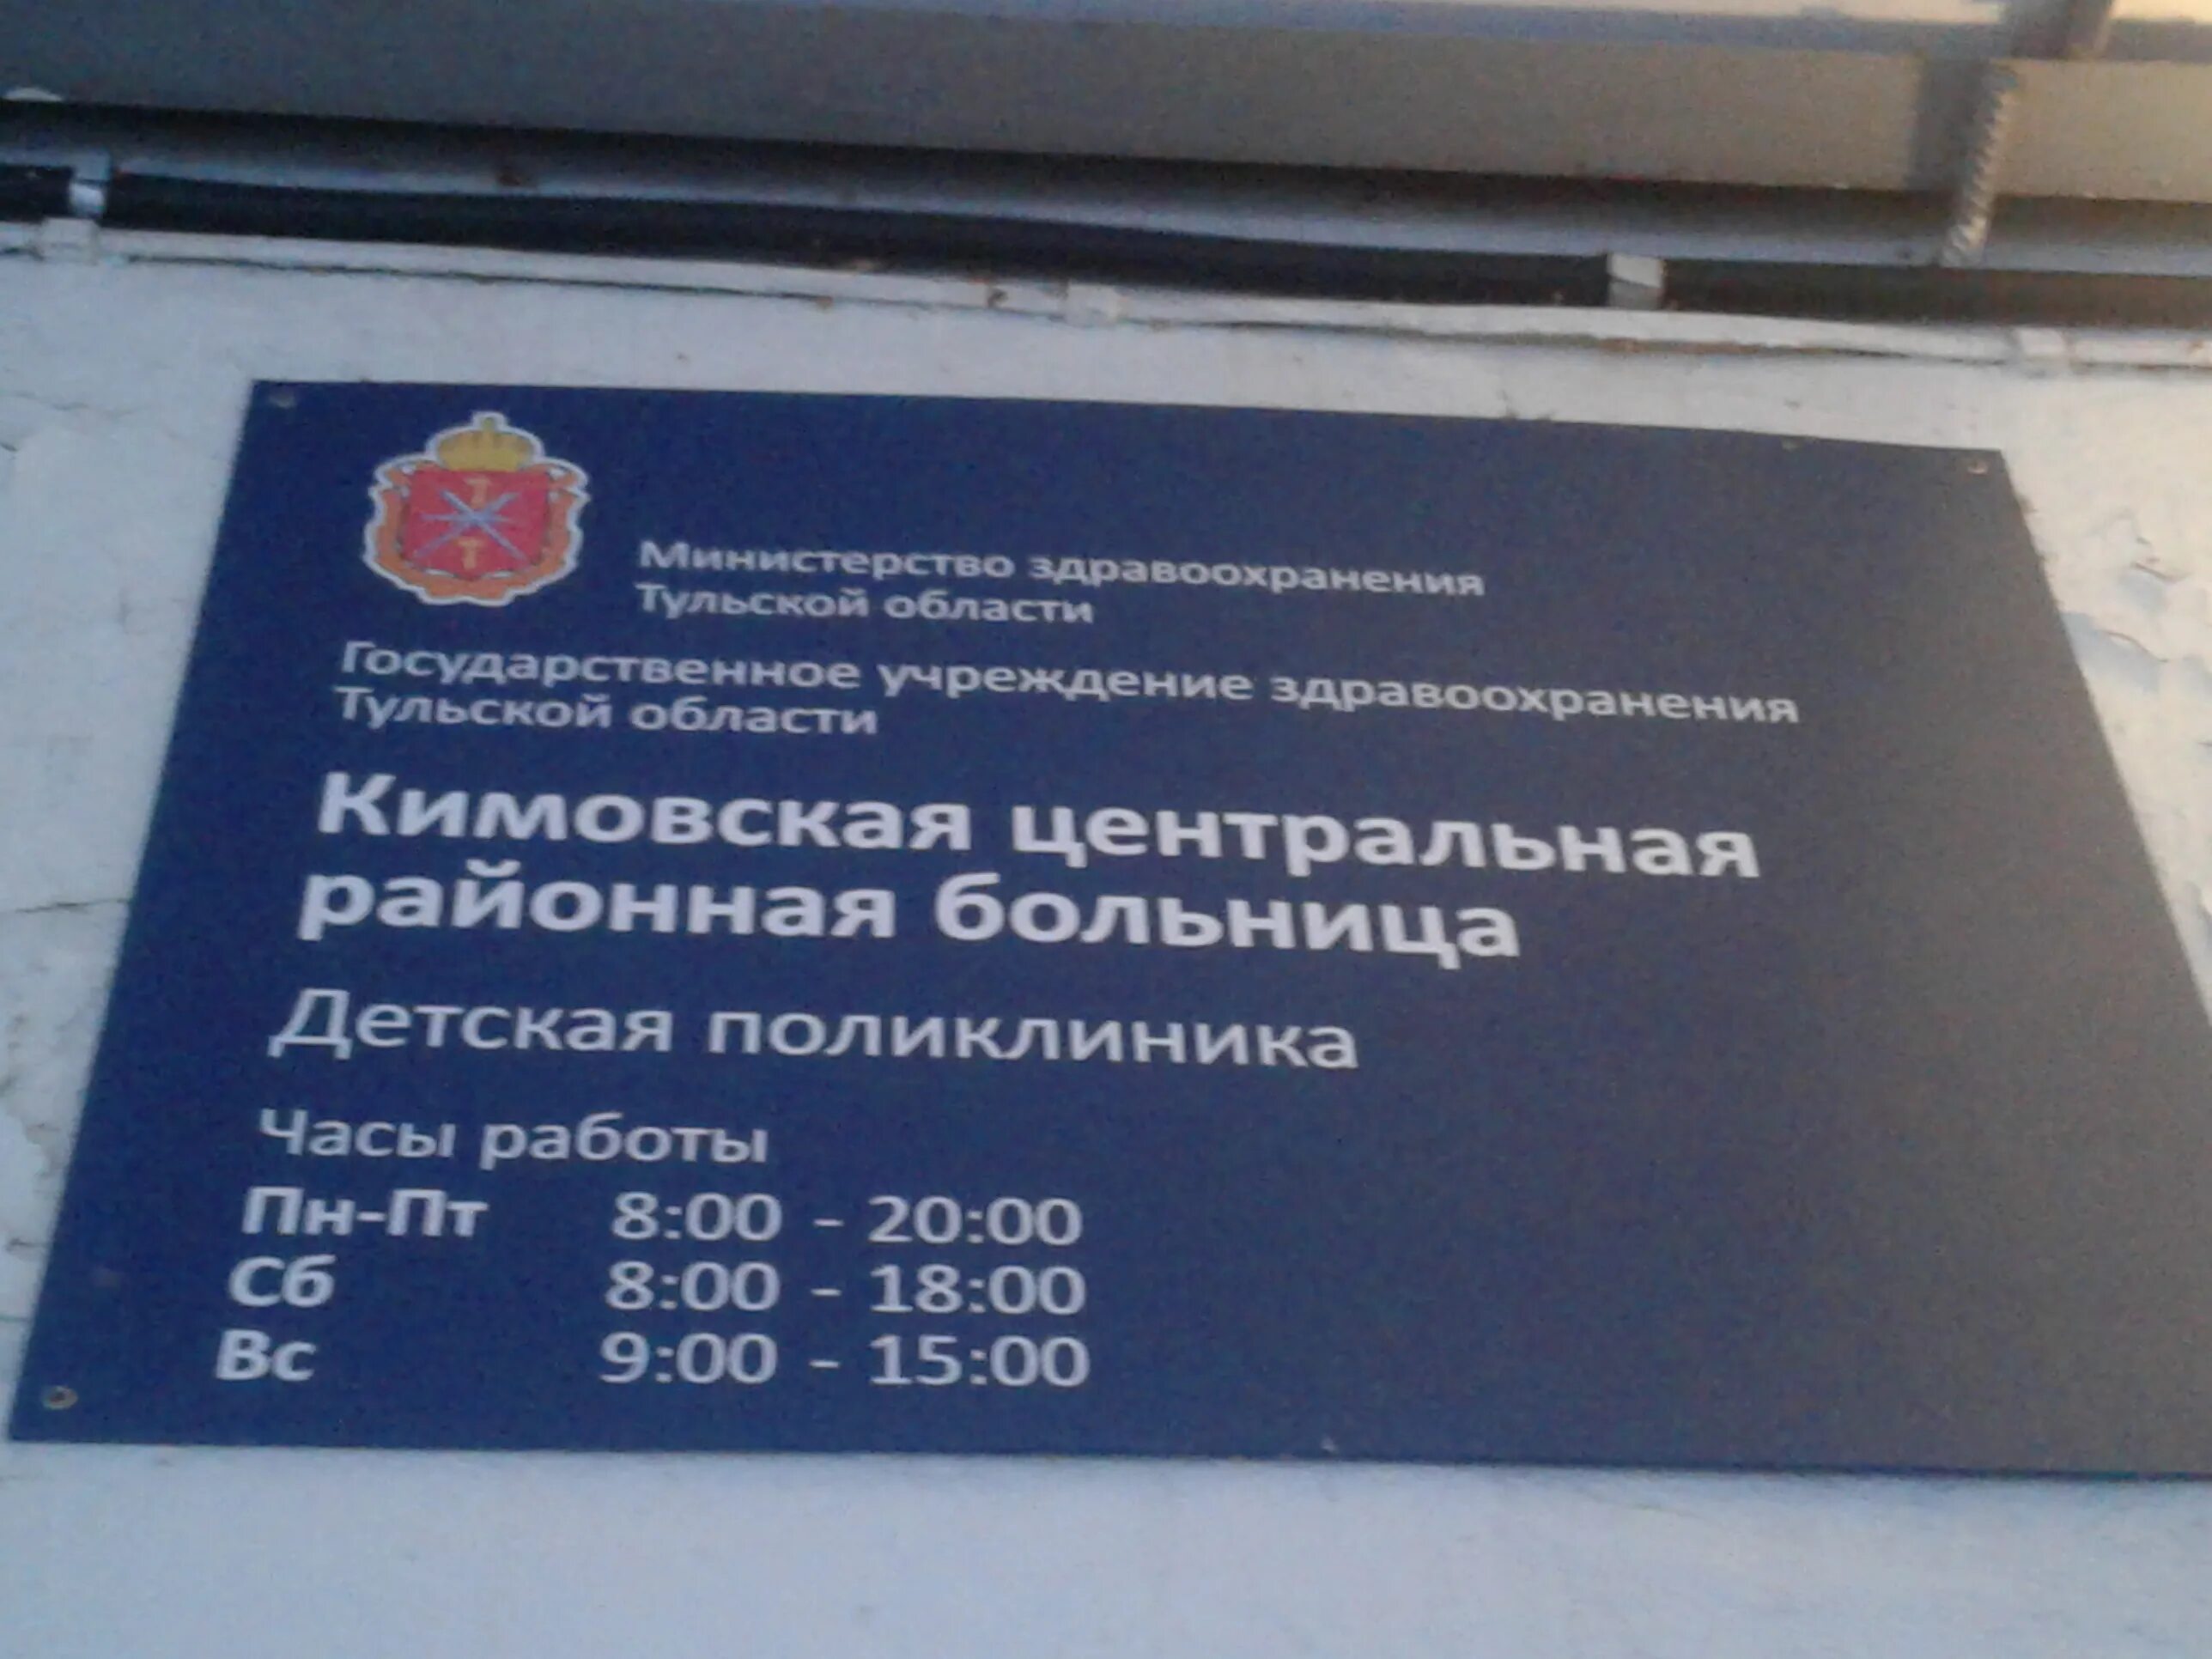 Министерство здравоохранения
Тульской области
Государственное учреждение здравоохранения
Тульской области
Кимовская центральная
районная больница
Детская поликлиника
Часы работы
Пн-Пт 8:00 - 20:00
Сб 8:00 - 18:00
Вс 9:00 - 15:00